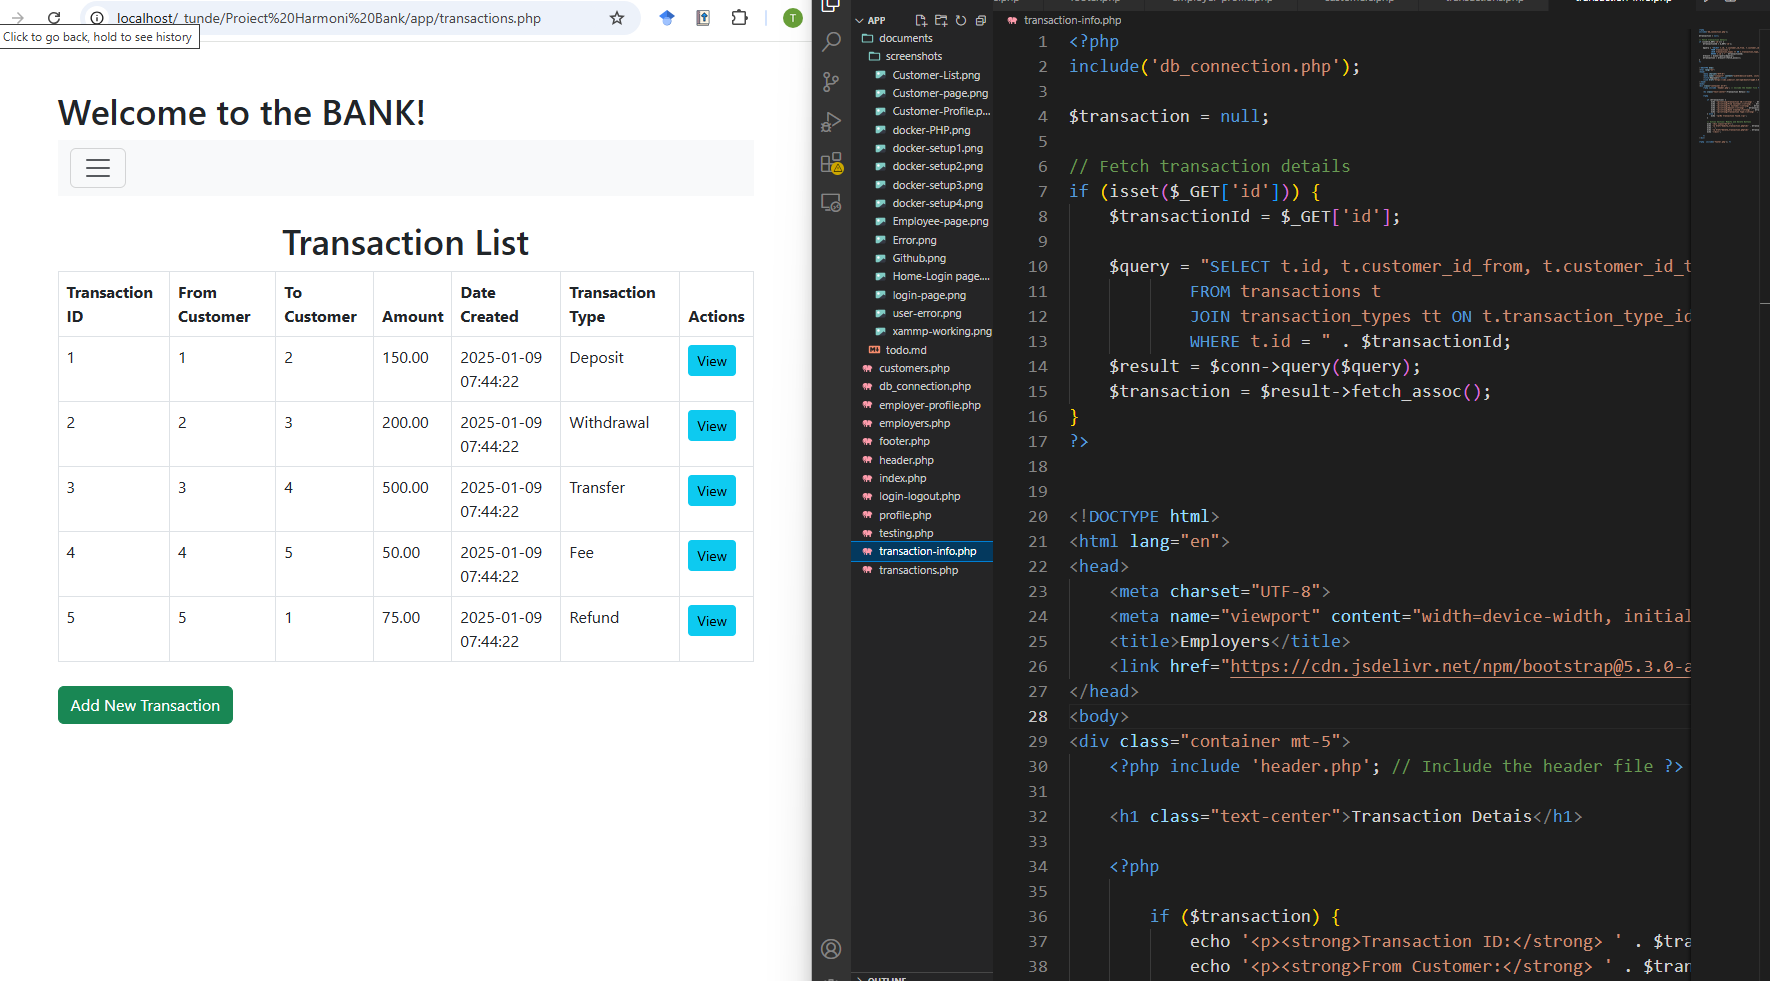 localhost/_tunde/Proiect%20Harmoni%20Bank/app/transactions.php
T
Click to go back, hold to see history
Welcome to the BANK!
Transaction List
Transaction ID
From Customer
To Customer
Amount
Date Created
Transaction Type
Actions
1 1 2 150.00 2025-01-09 07:44:22 Deposit View
2 2 3 200.00 2025-01-09 07:44:22 Withdrawal View
3 3 4 500.00 2025-01-09 07:44:22 Transfer View
4 4 5 50.00 2025-01-09 07:44:22 Fee View
5 5 1 75.00 2025-01-09 07:44:22 Refund View
Add New Transaction
APP
documents
screenshots
Customer-List.png
Customer-page.png
Customer-Profile.p...
docker-PHP.png
docker-setup1.png
docker-setup2.png
docker-setup3.png
docker-setup4.png
Employee-page.png
Error.png
Github.png
Home-Login page....
login-page.png
user-error.png
xammp-working.png
todo.md
customers.php
db_connection.php
employer-profile.php
employers.php
footer.php
header.php
index.php
login-logout.php
profile.php
testing.php
transaction-info.php
transactions.php
OUTLINE
transaction-info.php
1 <?php
2 include('db_connection.php');
3
4 $transaction = null;
5
6 // Fetch transaction details
7 if (isset($_GET['id'])) {
8 $transactionId = $_GET['id'];
9
10 $query = "SELECT t.id, t.customer_id_from, t.customer_id_t
11 FROM transactions t
12 JOIN transaction_types tt ON t.transaction_type_id
13 WHERE t.id = " . $transactionId;
14 $result = $conn->query($query);
15 $transaction = $result->fetch_assoc();
16 }
17 ?>
18
19
20 <!DOCTYPE html>
21 <html lang="en">
22 <head>
23 <meta charset="UTF-8">
24 <meta name="viewport" content="width=device-width, initial
25 <title>Employers</title>
26 <link href="https://cdn.jsdelivr.net/npm/bootstrap@5.3.0-a
27 </head>
28 <body>
29 <div class="container mt-5">
30 <?php include 'header.php'; // Include the header file ?>
31
32 <h1 class="text-center">Transaction Detais</h1>
33
34 <?php
35
36 if ($transaction) {
37 echo '<p><strong>Transaction ID:</strong> ' . $tra
38 echo '<p><strong>From Customer:</strong> ' . $tran